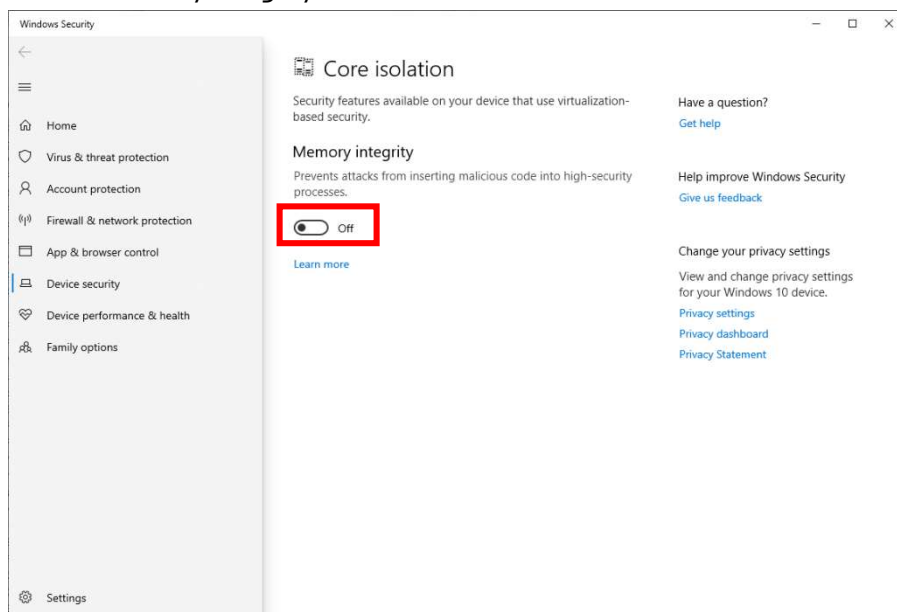 Windows Security
Home
Virus & threat protection
Account protection
Firewall & network protection
App & browser control
Device security
Device performance & health
Family options
Settings
Core isolation
Security features available on your device that use virtualization-
based security.
Memory integrity
Prevents attacks from inserting malicious code into high-security
processes.
Off
Learn more
Have a question?
Get help
Help improve Windows Security
Give us feedback
Change your privacy settings
View and change privacy settings
for your Windows 10 device.
Privacy settings
Privacy dashboard
Privacy Statement